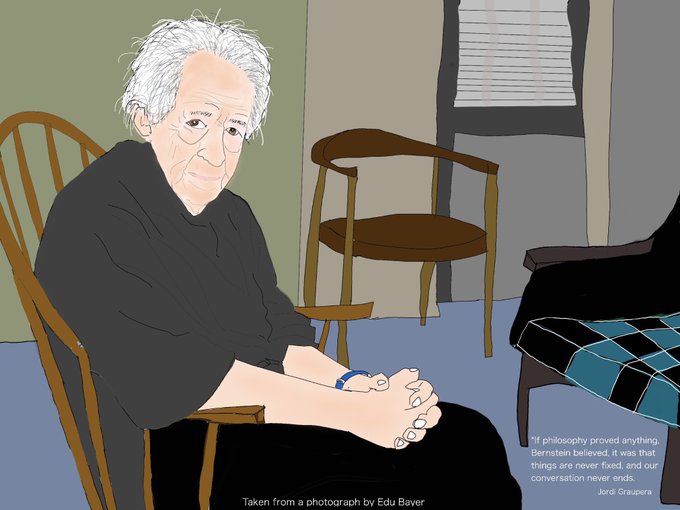 "If philosophy proved anything,
Bernstein believed, it was that
things are never fixed, and our
conversation never ends.
Jordi Graupera
Taken from a photograph by Edu Bayer